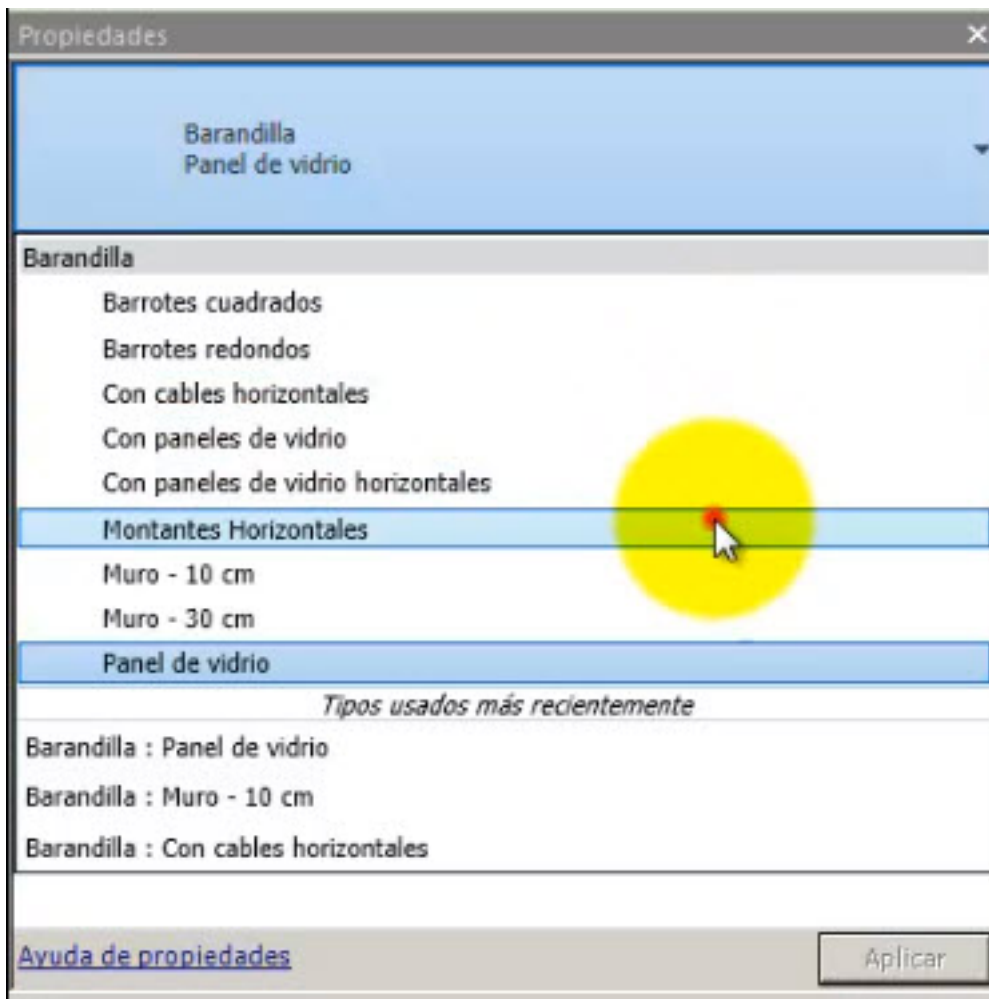 Propiedades
Barandilla
Panel de vidrio
Barandilla
Barrotes cuadrados
Barrotes redondos
Con cables horizontales
Con paneles de vidrio
Con paneles de vidrio horizontales
Montantes Horizontales
Muro - 10 cm
Muro - 30 cm
Panel de vidrio
Tipos usados más recientemente
Barandilla : Panel de vidrio
Barandilla : Muro - 10 cm
Barandilla : Con cables horizontales
Ayuda de propiedades
Aplicar